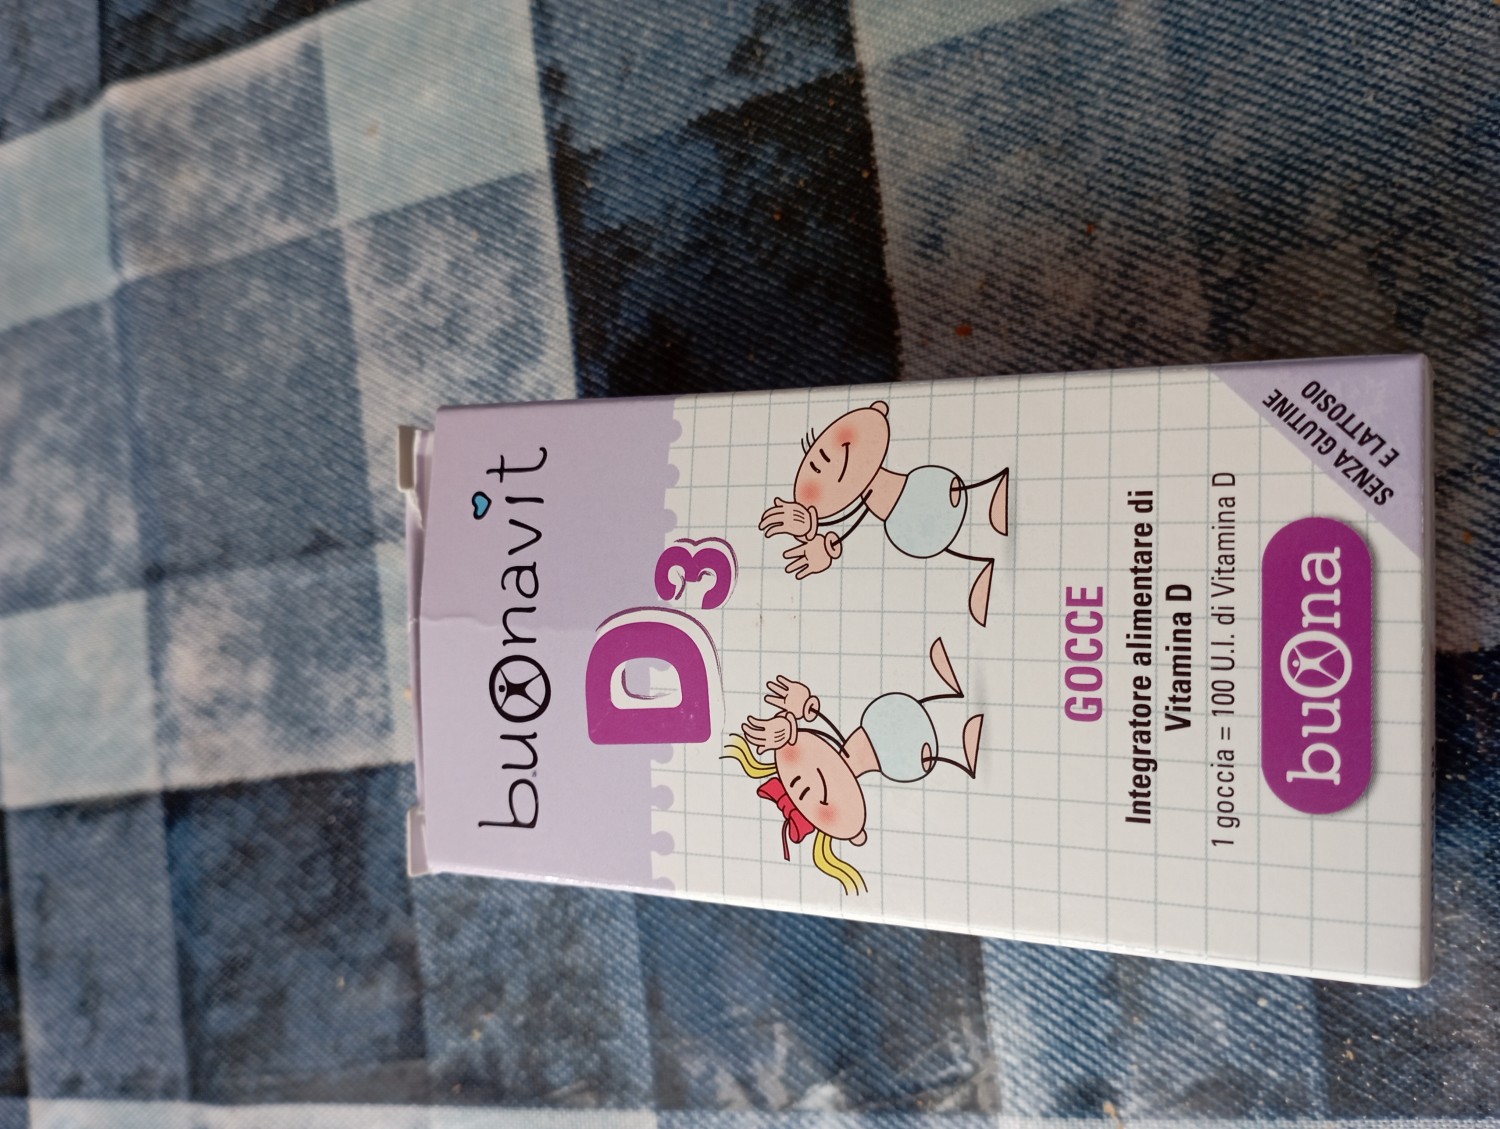 buonavit
D3
GOCCE
Integratore alimentare di
Vitamina D
1 goccia = 100 U.I. di Vitamina D
buona
SENZA GLUTINE
E LATTOSIO